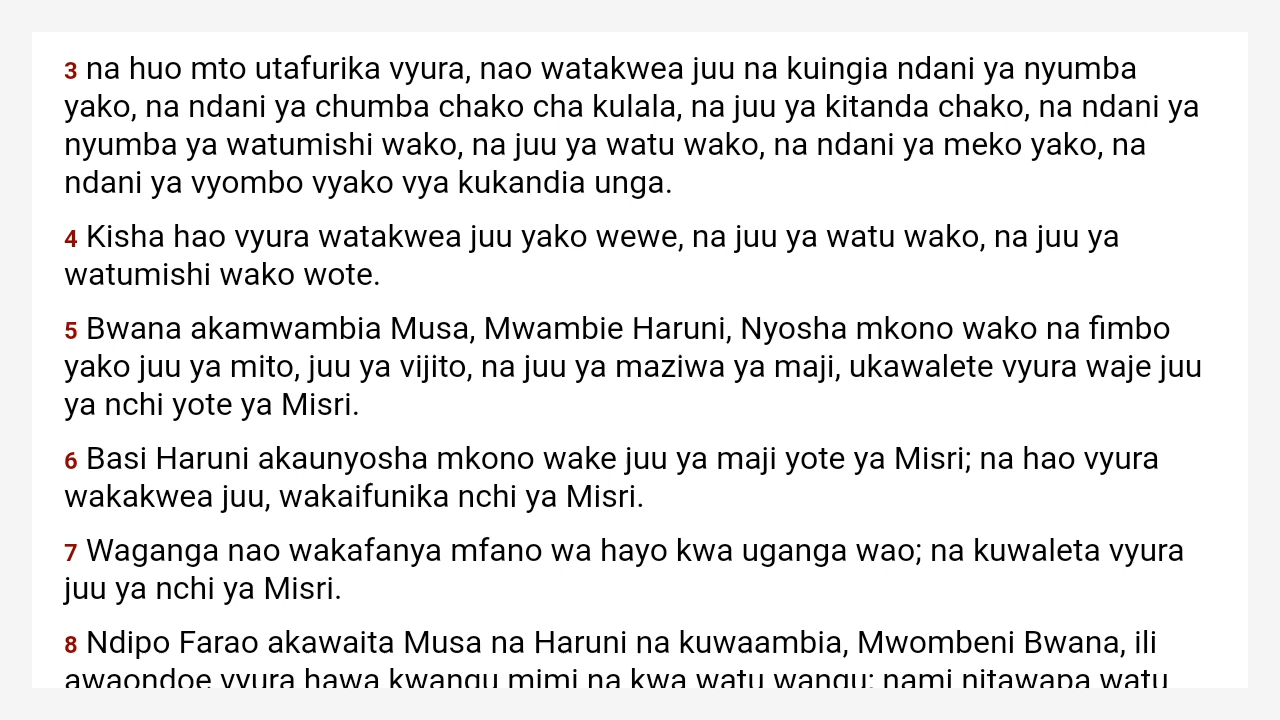 3 na huo mto utafurika vyura, nao watakwea juu na kuingia ndani ya nyumba
yako, na ndani ya chumba chako cha kulala, na juu ya kitanda chako, na ndani ya
nyumba ya watumishi wako, na juu ya watu wako, na ndani ya meko yako, na
ndani ya vyombo vyako vya kukandia unga.
4 Kisha hao vyura watakwea juu yako wewe, na juu ya watu wako, na juu ya
watumishi wako wote.
5 Bwana akamwambia Musa, Mwambie Haruni, Nyosha mkono wako na fimbo
yako juu ya mito, juu ya vijito, na juu ya maziwa ya maji, ukawalete vyura waje juu
ya nchi yote ya Misri.
6 Basi Haruni akaunyosha mkono wake juu ya maji yote ya Misri; na hao vyura
wakakwea juu, wakaifunika nchi ya Misri.
7 Waganga nao wakafanya mfano wa hayo kwa uganga wao; na kuwaleta vyura
juu ya nchi ya Misri.
8 Ndipo Farao akawaita Musa na Haruni na kuwaambia, Mwombeni Bwana, ili
awaondoe vyura hawa kwangu mimi na kwa watu wangu; nami nitawapa watu